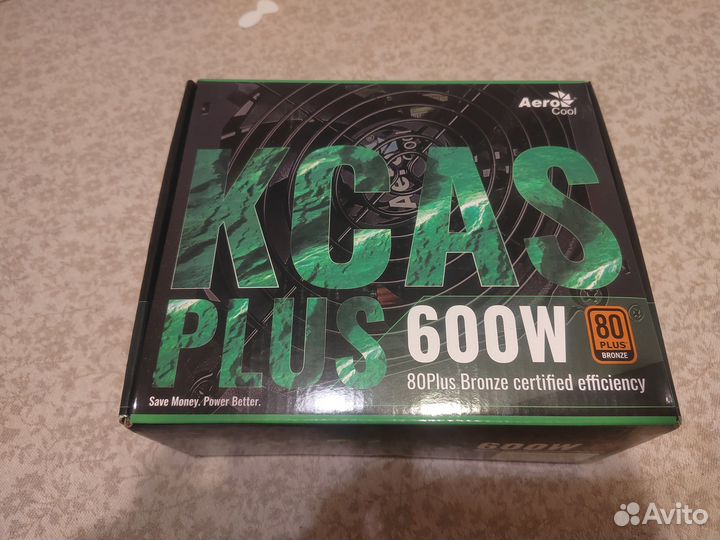 Aero
Cool
KCAS
PLUS
600W
80
PLUS
BRONZE
80Plus Bronze certified efficiency
Save Money. Power Better.
600W
Avito